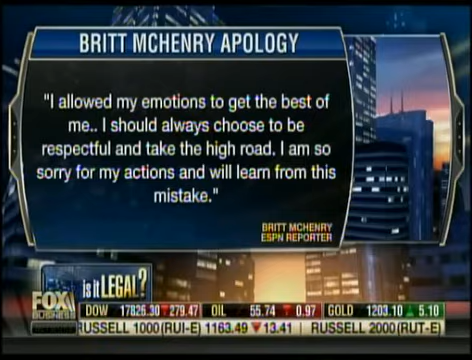 BRITT MCHENRY APOLOGY
"I allowed my emotions to get the best of
me.. I should always choose to be
respectful and take the high road. I am so
sorry for my actions and will learn from this
mistake."
BRITT MCHENRY
ESPN REPORTER
is it LEGAL?
FOX
BUSINESS
DOW 17826.30 ▼ 279.47 OIL 55.74 ▼ 0.97 GOLD 1203.10 ▲ 5.10
RUSSELL 1000(RUI-E) 1163.49 ▼ 13.41 RUSSELL 2000(RUT-E)